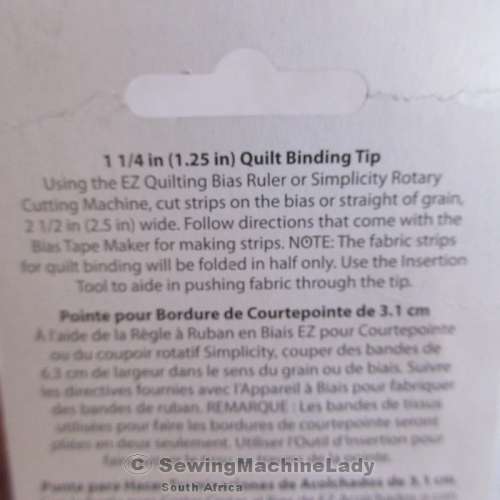 1 1/4 in (1.25 in) Quilt Binding Tip
Using the EZ Quilting Bias Ruler or Simplicity Rotary
Cutting Machine, cut strips on the bias or straight of grain,
2 1/2 in (2.5 in) wide. Follow directions that come with the
Bias Tape Maker for making strips. NOTE: The fabric strips
for quilt binding will be folded in half only. Use the Insertion
Tool to aide in pushing fabric through the tip.
Pointe pour Bordure de Courtepointe de 3.1 cm
À l'aide de la Règle à Ruban en Biais EZ pour Courtepointe
ou du coupoir rotatif Simplicity, couper des bandes de
6.3 cm de largeur dans le sens du grain ou de biais. Suivre
les directives fournies avec l'Appareil à Biais pour fabriquer
des bandes de ruban. REMARQUE : Les bandes de tissus
utilisées pour faire les bordures de courtepointe seront
pliées en deux seulement. Utiliser l'Outil d'Insertion pour
© SewingMachineLady
South Africa